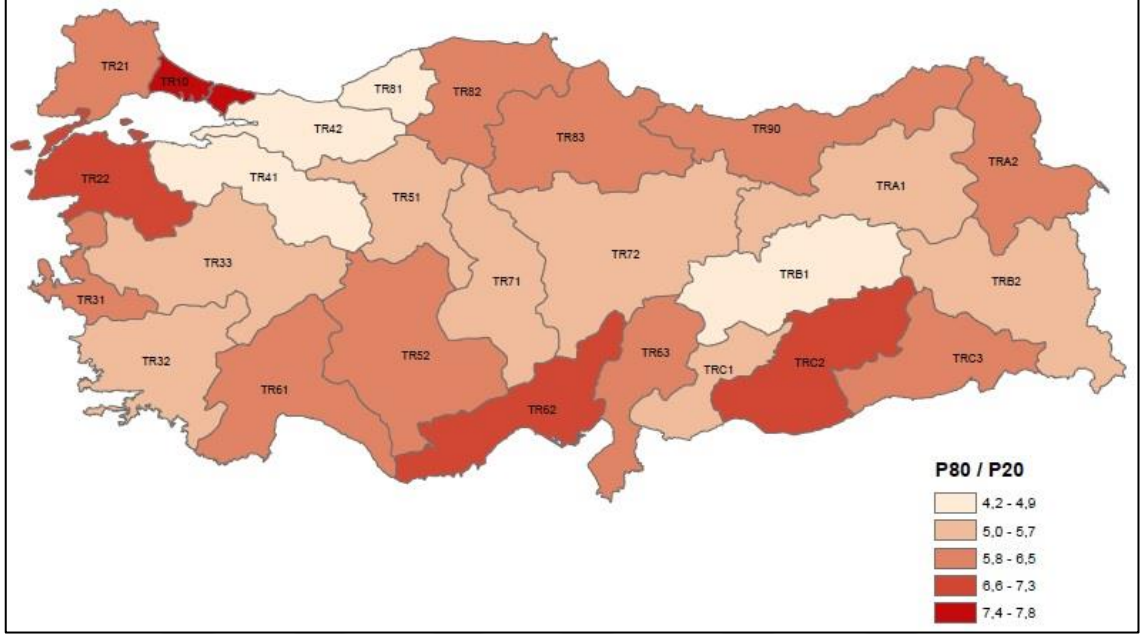 TR21
TR10
TR81
TR82
TR42
TR83
TR90
TRA2
TR22
TR41
TR51
TRA1
TR33
TR72
TRB1
TRB2
TR71
TR31
TR32
TR52
TR63
TRC1
TRC2
TRC3
TR61
TR62
P80 / P20
4,2 - 4,9
5,0 - 5,7
5,8 - 6,5
6,6 - 7,3
7,4 - 7,8